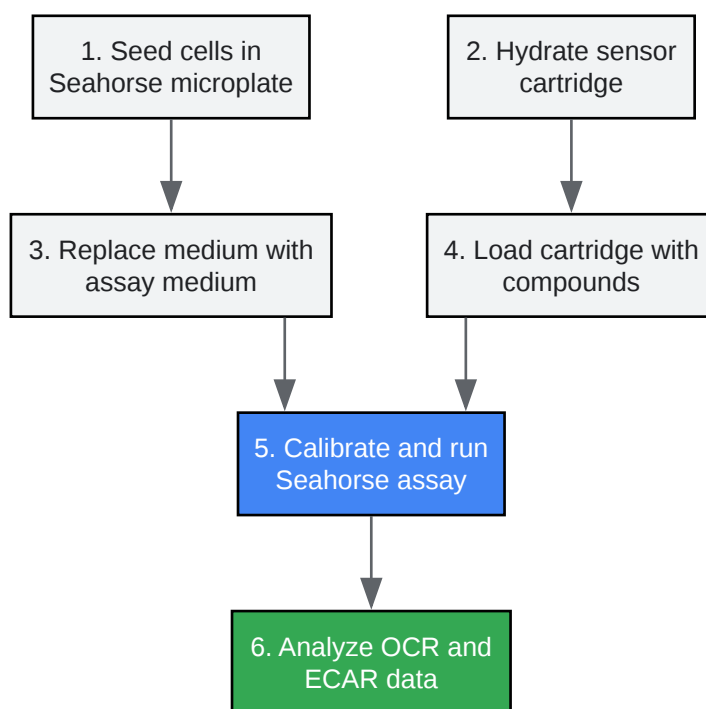 1. Seed cells in
Seahorse microplate
2. Hydrate sensor
cartridge
3. Replace medium with
assay medium
4. Load cartridge with
compounds
5. Calibrate and run
Seahorse assay
6. Analyze OCR and
ECAR data